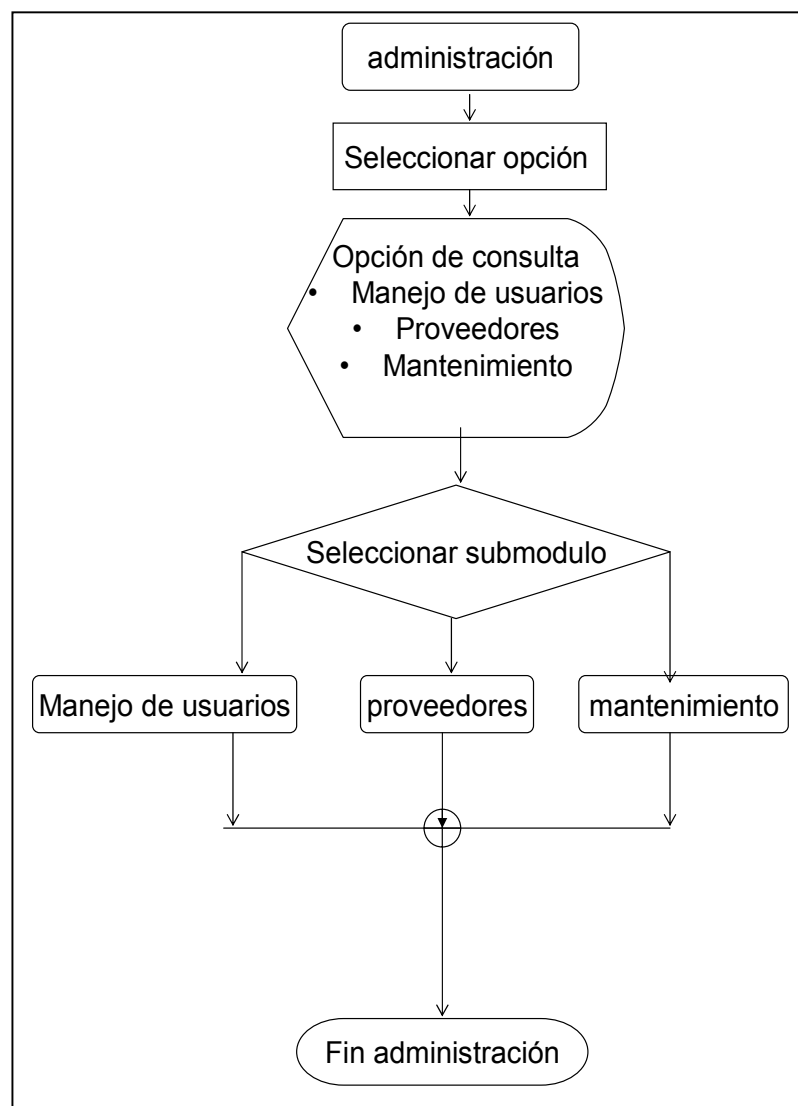 administración
Seleccionar opción
Opción de consulta
• Manejo de usuarios
• Proveedores
• Mantenimiento
Seleccionar submodulo
Manejo de usuarios
proveedores
mantenimiento
Fin administración